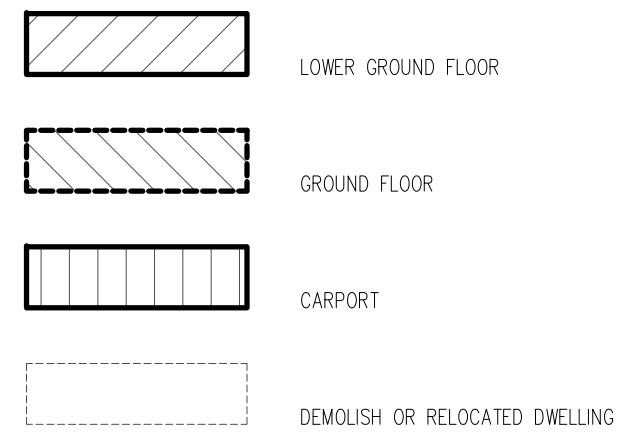 LOWER GROUND FLOOR
GROUND FLOOR
CARPORT
DEMOLISH OR RELOCATED DWELLING